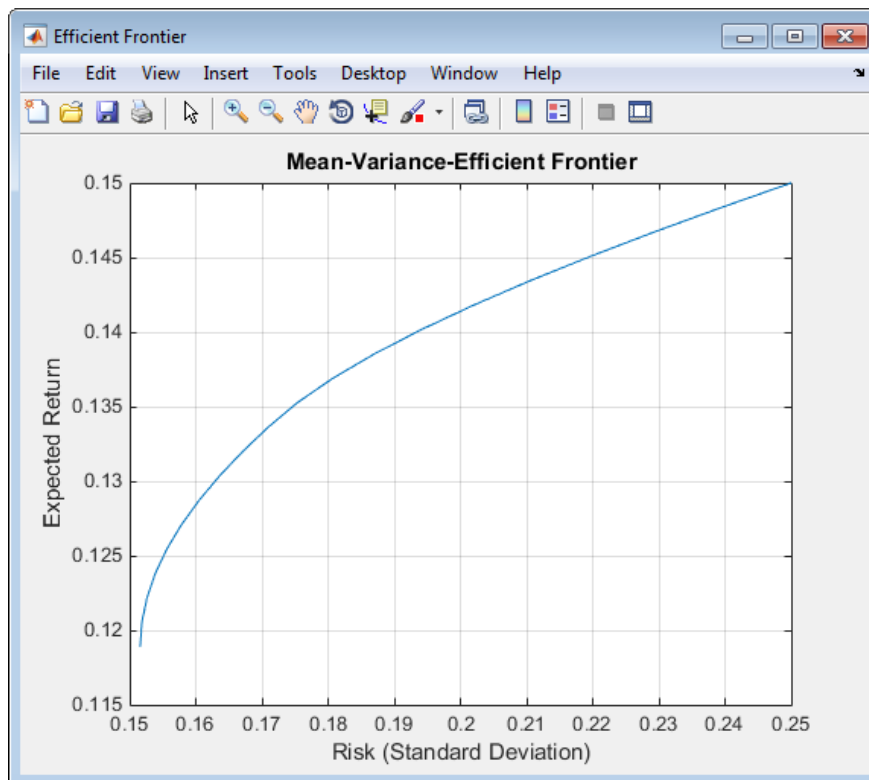 Efficient Frontier
File Edit View Insert Tools Desktop Window Help
Mean-Variance-Efficient Frontier
0.15
0.145
0.14
0.135
0.13
0.125
0.12
0.115
Expected Return
0.15 0.16 0.17 0.18 0.19 0.2 0.21 0.22 0.23 0.24 0.25
Risk (Standard Deviation)